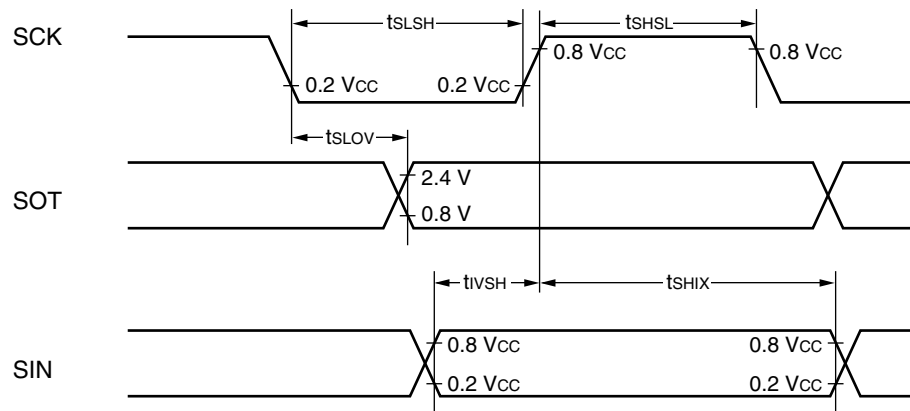 tSLSH tSHSL
SCK
0.8 VCC 0.8 VCC
0.2 VCC 0.2 VCC
tSLOV
2.4 V
SOT
0.8 V
tIVSH tSHIX
0.8 VCC 0.8 VCC
SIN
0.2 VCC 0.2 VCC